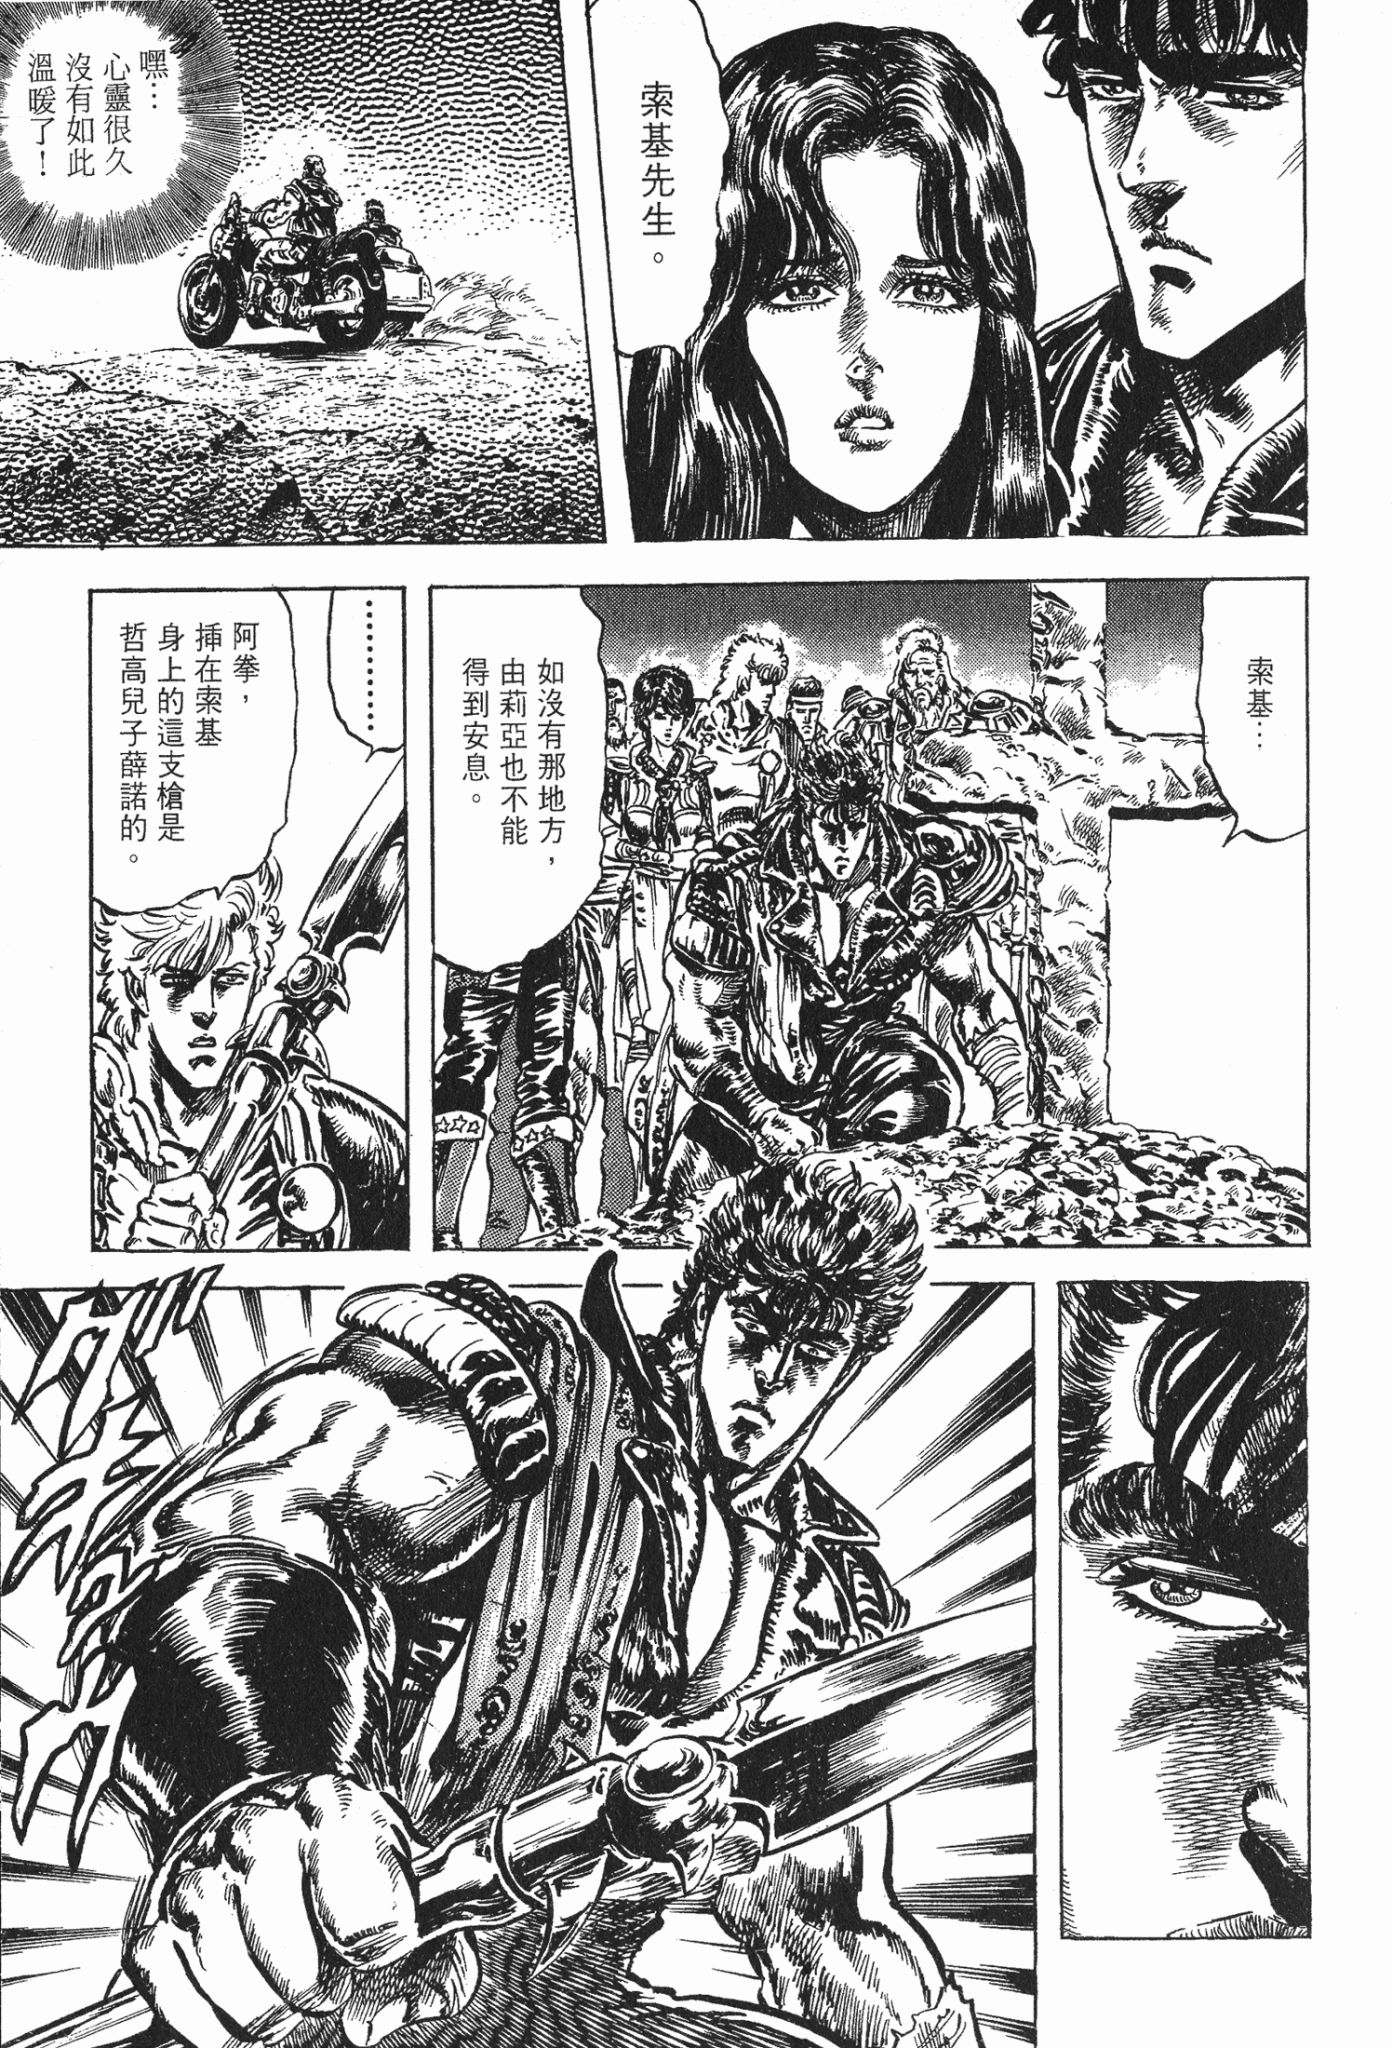 索基先生。
嘿…
心靈很久
沒有如此
溫暖了！
索基…
如沒有那地方，
由莉亞也不能
得到安息。
………
阿拳，
揷在索基
身上的這支槍是
哲高兒子薛諾的。